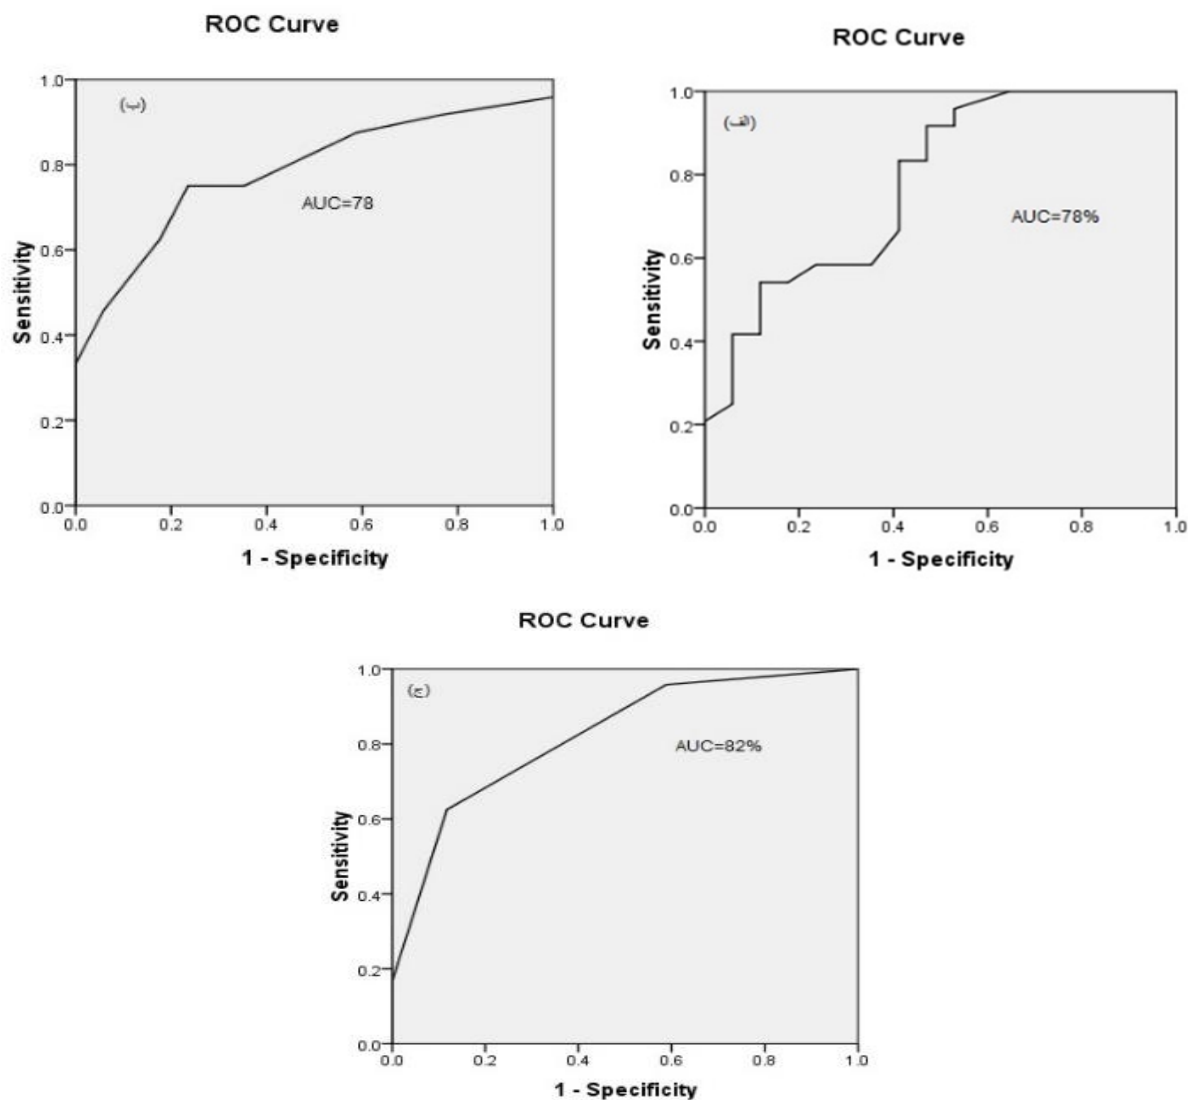 ROC Curve
(ب)
AUC=78
Sensitivity
1.0
0.8
0.6
0.4
0.2
0.0
0.0 0.2 0.4 0.6 0.8 1.0
1 - Specificity
ROC Curve
(الف)
AUC=78%
Sensitivity
1.0
0.8
0.6
0.4
0.2
0.0
0.0 0.2 0.4 0.6 0.8 1.0
1 - Specificity
ROC Curve
(ج)
AUC=82%
Sensitivity
1.0
0.8
0.6
0.4
0.2
0.0
0.0 0.2 0.4 0.6 0.8 1.0
1 - Specificity